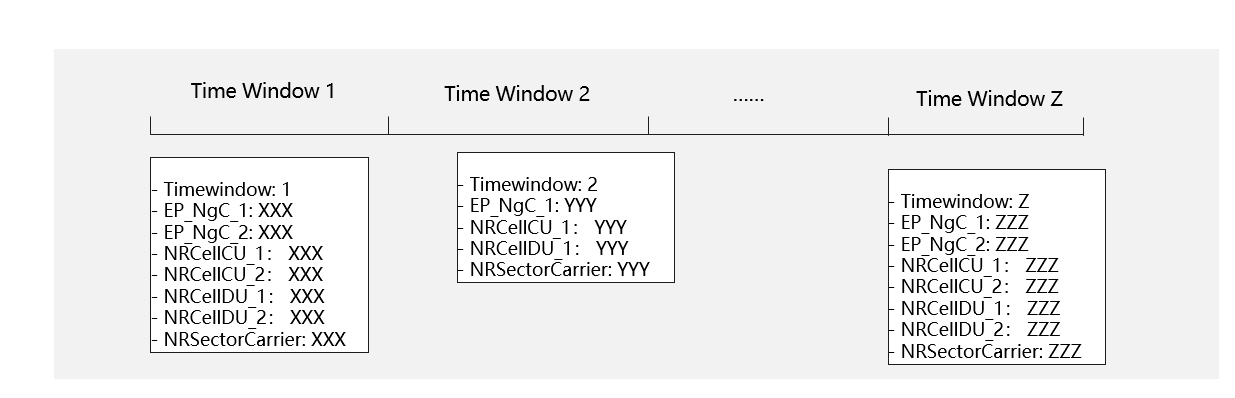 Time Window 1
Time Window 2
......
Time Window Z
- Timewindow: 1
- EP_NgC_1: XXX
- EP_NgC_2: XXX
- NRCellCU_1: XXX
- NRCellCU_2: XXX
- NRCellDU_1: XXX
- NRCellDU_2: XXX
- NRSectorCarrier: XXX
- Timewindow: 2
- EP_NgC_1: YYY
- NRCellCU_1: YYY
- NRCellDU_1: YYY
- NRSectorCarrier: YYY
- Timewindow: Z
- EP_NgC_1: ZZZ
- EP_NgC_2: ZZZ
- NRCellCU_1: ZZZ
- NRCellCU_2: ZZZ
- NRCellDU_1: ZZZ
- NRCellDU_2: ZZZ
- NRSectorCarrier: ZZZ